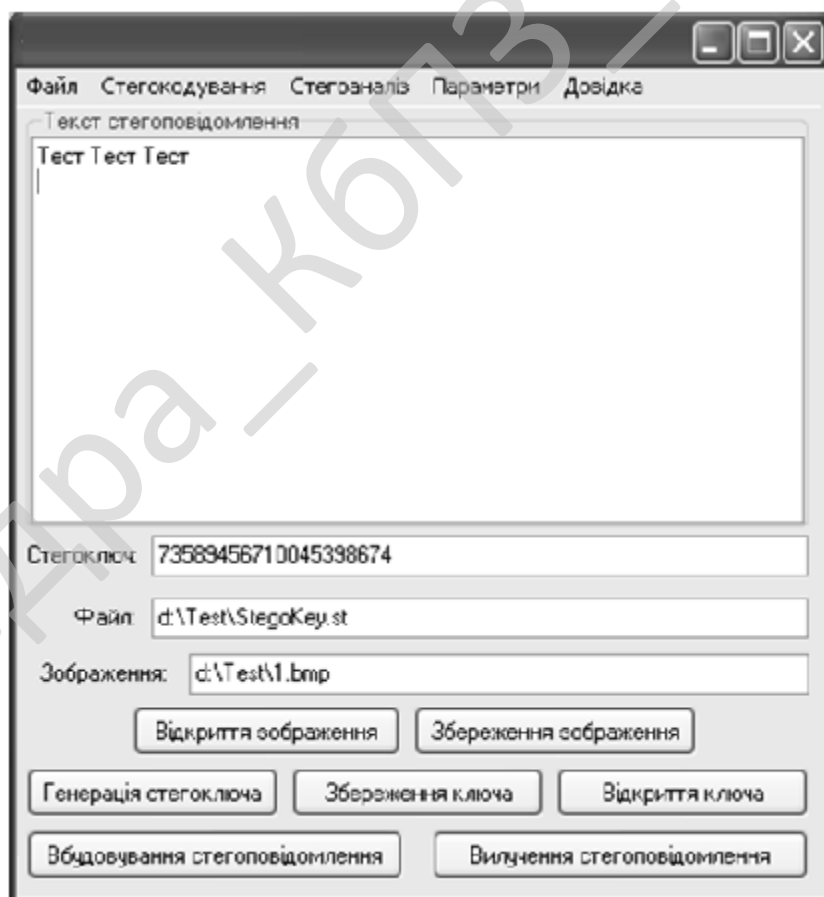 Файл Стегокодування Стегоаналіз Параметри Довідка
Текст стегоповідомлення
Тест Тест Тест
Стегоключ: 73589456710045398674
Файл: d:\Test\StegoKey.st
Зображення: d:\Test\1.bmp
Відкриття зображення Збереження зображення
Генерація стегоключа Збереження ключа Відкриття ключа
Вбудовування стегоповідомлення Вилучення стегоповідомлення
дра_КбПЗ_